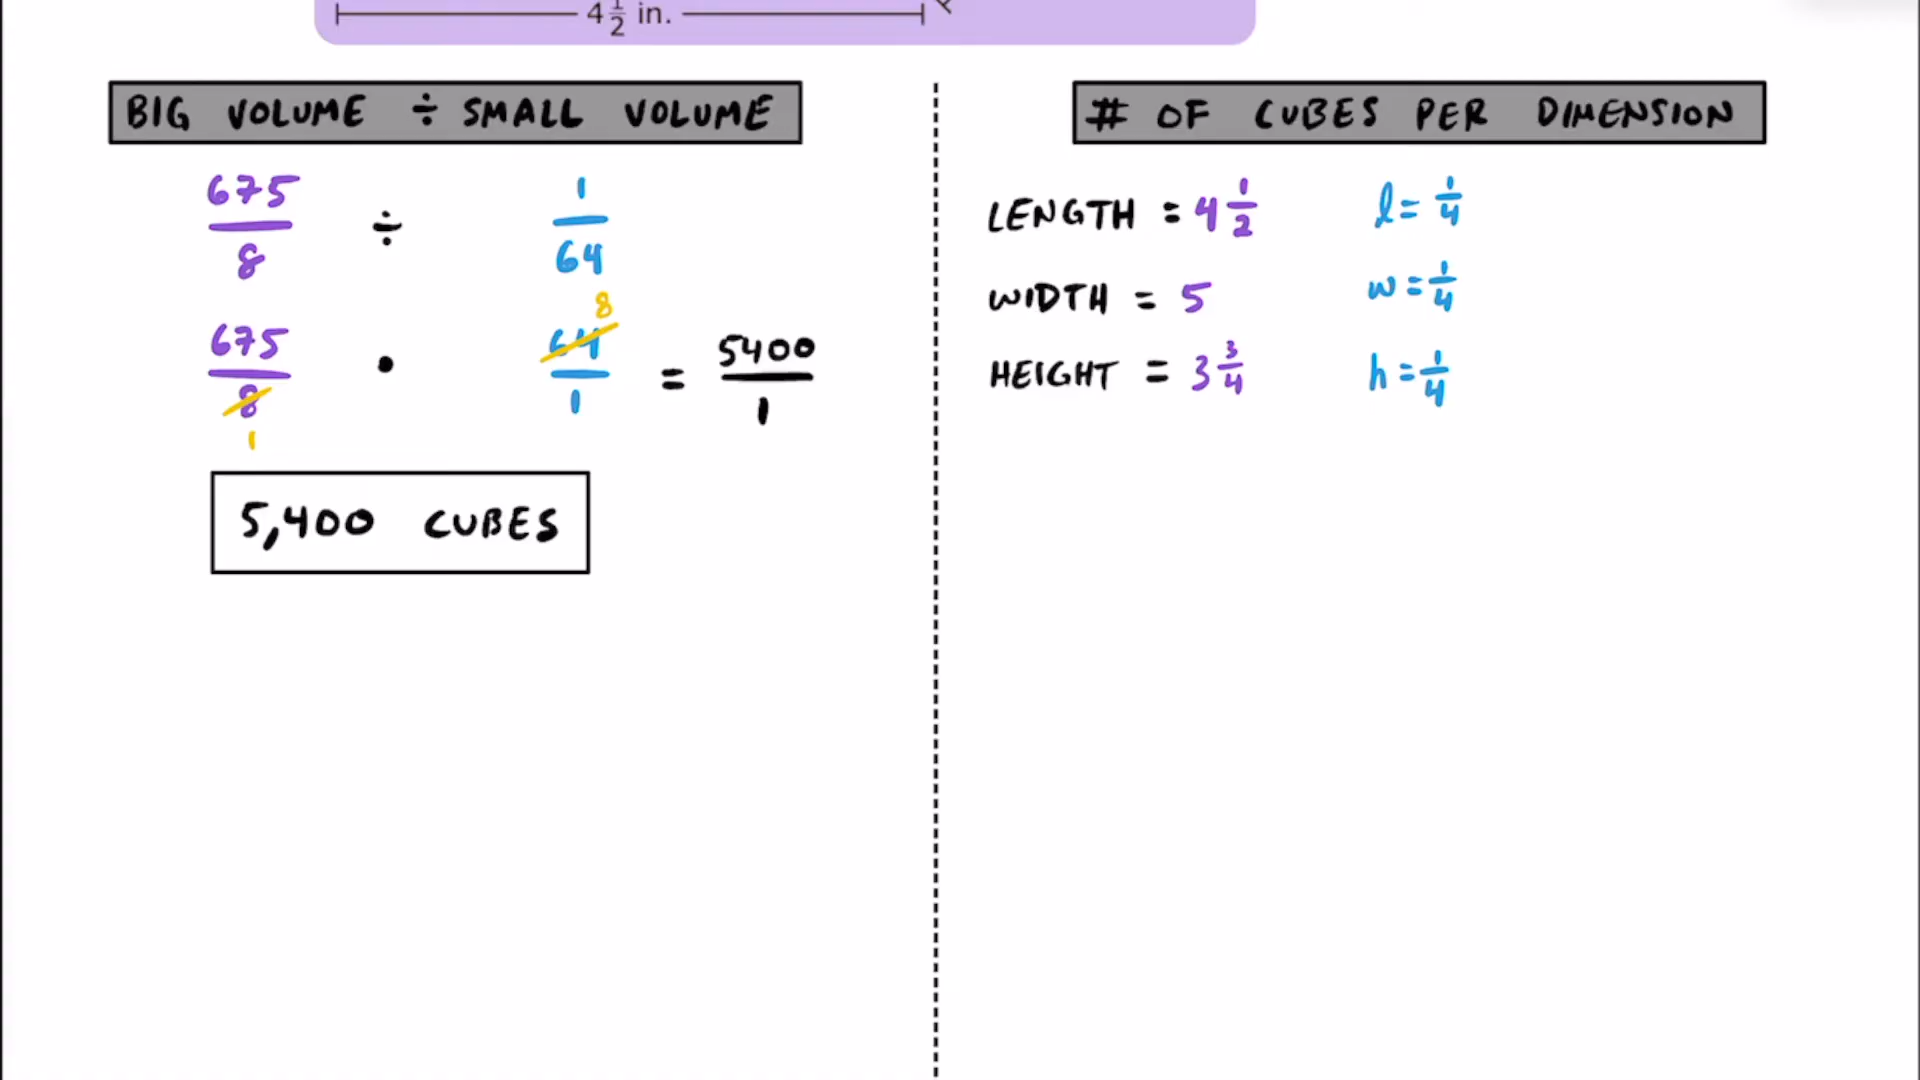 4 1/2 in.
BIG VOLUME ÷ SMALL VOLUME
675/8 ÷ 1/64
8
675/8 • 64/1 = 5400/1
1
5,400 CUBES
# OF CUBES PER DIMENSION
LENGTH = 4 1/2 l = 1/4
WIDTH = 5 w = 1/4
HEIGHT = 3 3/4 h = 1/4